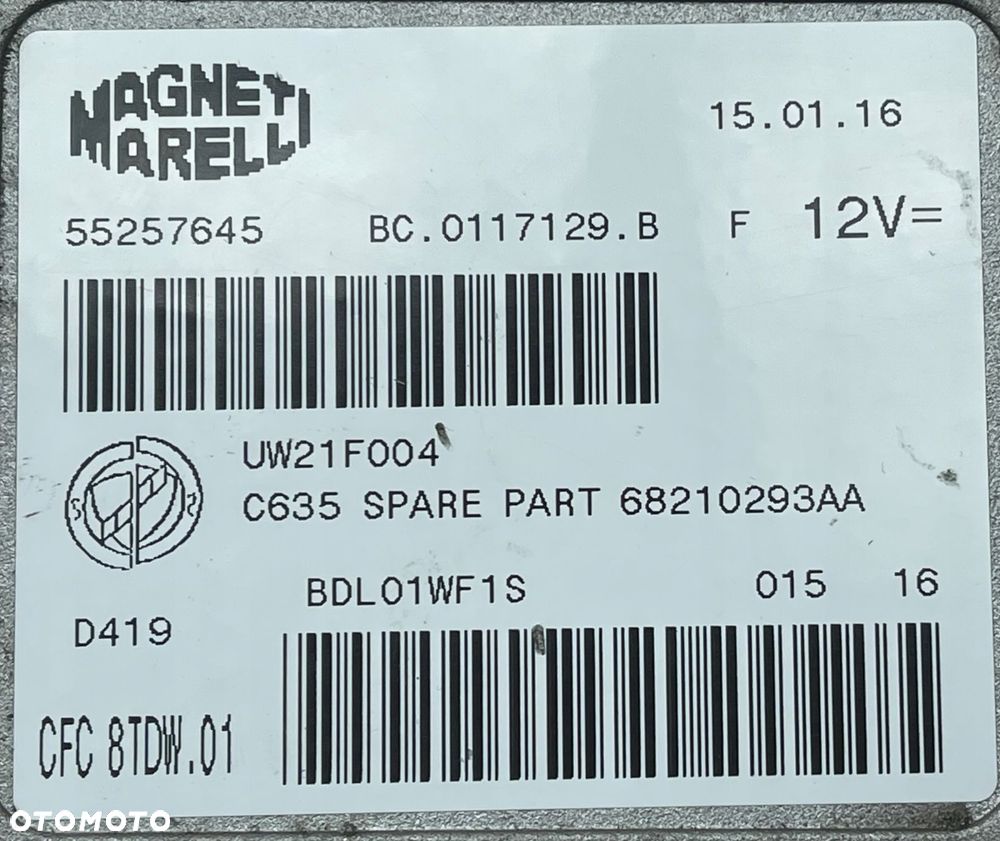 MAGNETI
MARELLI
15.01.16
55257645 BC.0117129.B F 12V=
UW21F004
C635 SPARE PART 68210293AA
BDL01WF1S 015 16
D419
CFC 8TDW.01
OTOMOTO